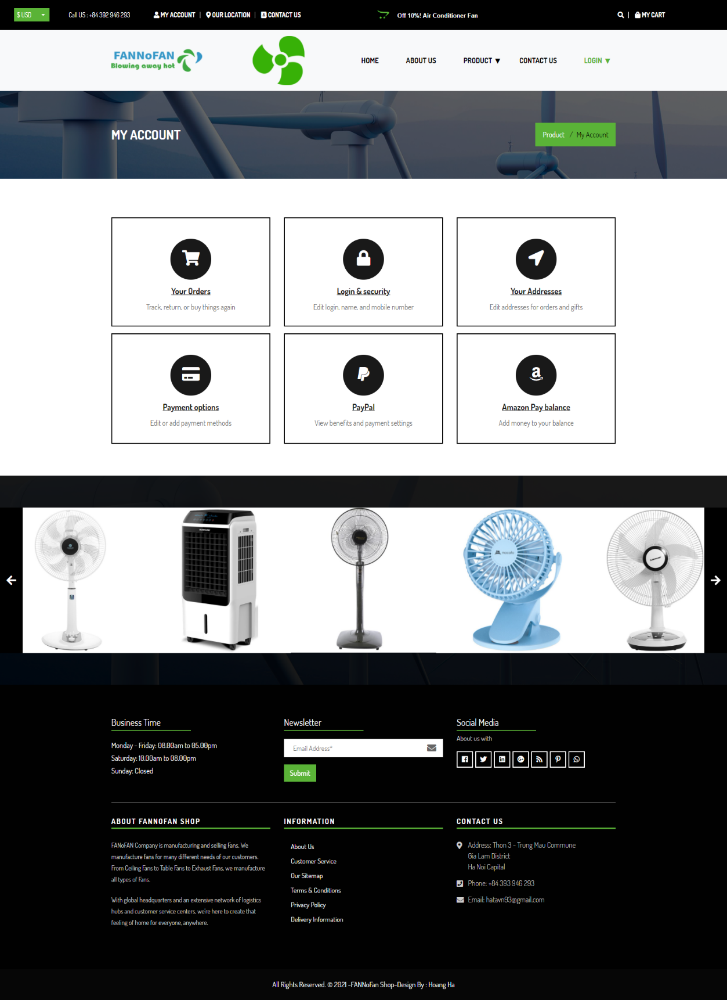 $ USD
Call US : +84 392 946 293
MY ACCOUNT
OUR LOCATION
CONTACT US
Off 10%! Air Conditioner Fan
MY CART
FANNoFAN
Blowing away hot
HOME
ABOUT US
PRODUCT ▼
CONTACT US
LOGIN ▼
MY ACCOUNT
Product / My Account
Your Orders
Track, return, or buy things again
Login & security
Edit login, name, and mobile number
Your Addresses
Edit addresses for orders and gifts
Payment options
Edit or add payment methods
PayPal
View benefits and payment settings
Amazon Pay balance
Add money to your balance
Business Time
Monday - Friday: 08.00am to 05.00pm
Saturday: 10.00am to 08.00pm
Sunday: Closed
Newsletter
Email Address*
Submit
Social Media
About us with
ABOUT FANNOFAN SHOP
FANoFAN Company is manufacturing and selling Fans. We
manufacture fans for many different needs of our customers.
From Ceiling Fans to Table Fans to Exhaust Fans, we manufacture
all types of Fans.
With global headquarters and an extensive network of logistics
hubs and customer service centers, we're here to create that
feeling of home for everyone, anywhere.
INFORMATION
About Us
Customer Service
Our Sitemap
Terms & Conditions
Privacy Policy
Delivery Information
CONTACT US
Address: Thon 3 - Trung Mau Commune
Gia Lam District
Ha Noi Capital
Phone: +84 393 946 293
Email: hatavn93@gmail.com
All Rights Reserved. © 2021 -FANNoFan Shop-Design By : Hoang Ha